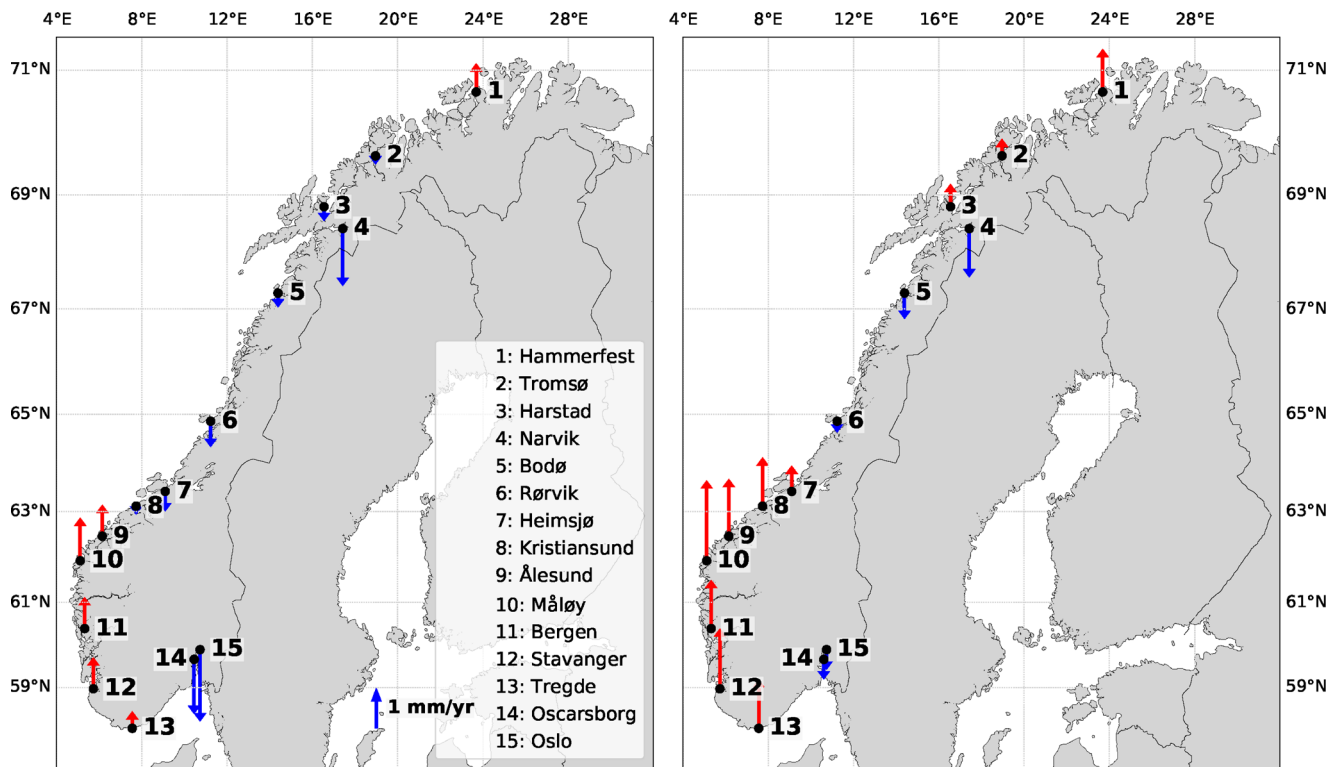 4°E 8°E 12°E 16°E 20°E 24°E 28°E 4°E 8°E 12°E 16°E 20°E 24°E 28°E
71°N 71°N
1 1
2 2
69°N 3 3 69°N
4 4
5 5
67°N 67°N
1: Hammerfest
2: Tromsø
3: Harstad
65°N 6 6 65°N
4: Narvik
5: Bodø
6: Rørvik
7 7
63°N 8 8 63°N
7: Heimsjø
9 9
8: Kristiansund
10 10
9: Ålesund
61°N 10: Måløy 61°N
11 11
11: Bergen
14 15 14 15
12: Stavanger
59°N 12 12 59°N
13: Tregde
1 mm/yr
14: Oscarsborg
13 13
15: Oslo